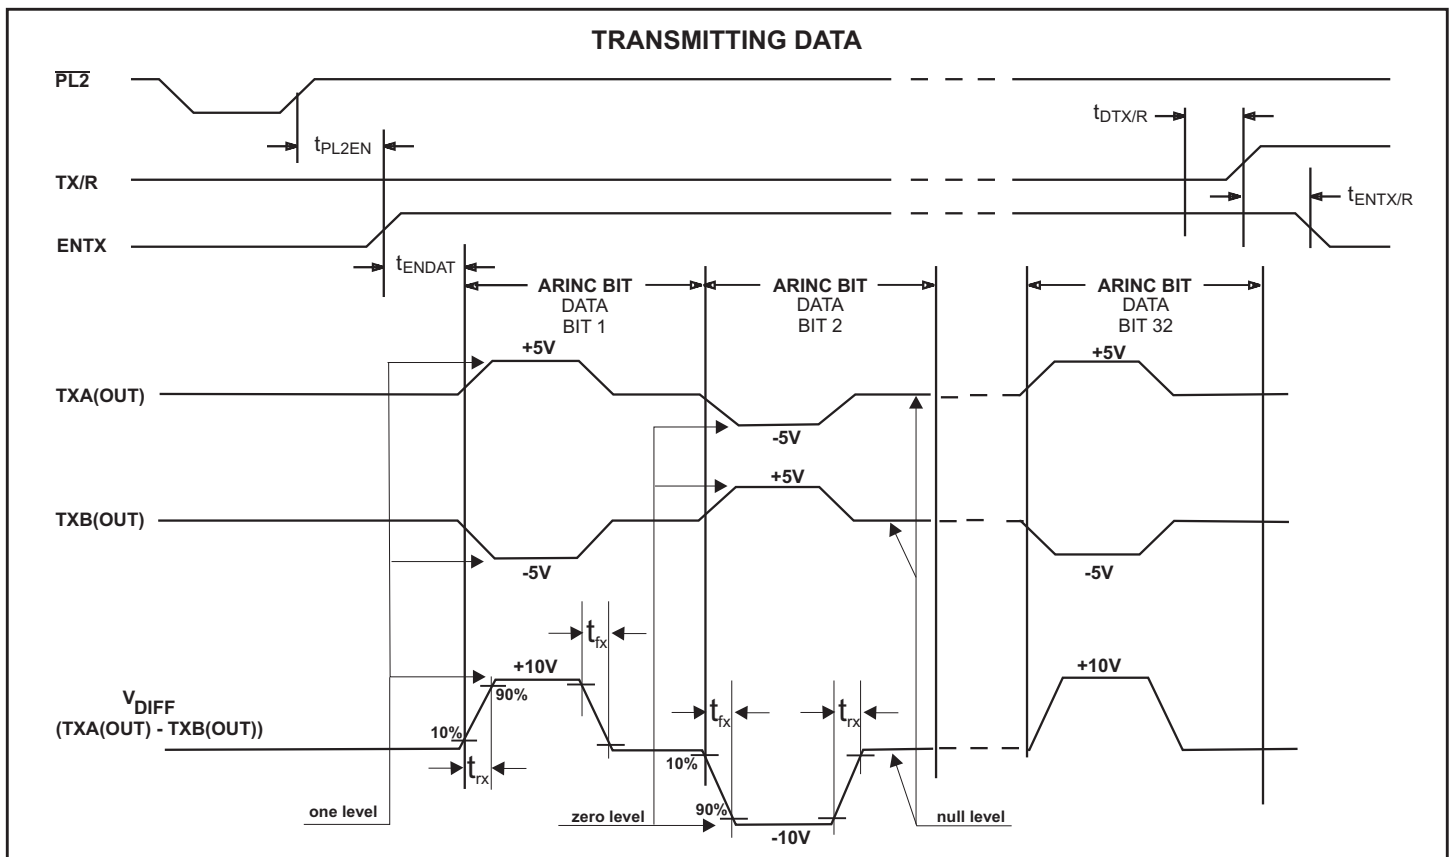 TRANSMITTING DATA
PL2
tDTX/R
tPL2EN
TX/R
tENTX/R
ENTX
tENDAT
ARINC BIT
DATA
BIT 1
ARINC BIT
DATA
BIT 2
ARINC BIT
DATA
BIT 32
+5V
+5V
TXA(OUT)
-5V
+5V
TXB(OUT)
-5V
-5V
tfx
+10V
+10V
90%
VDIFF
(TXA(OUT) - TXB(OUT))
10%
tfx
trx
10%
trx
90%
one level
zero level
-10V
null level